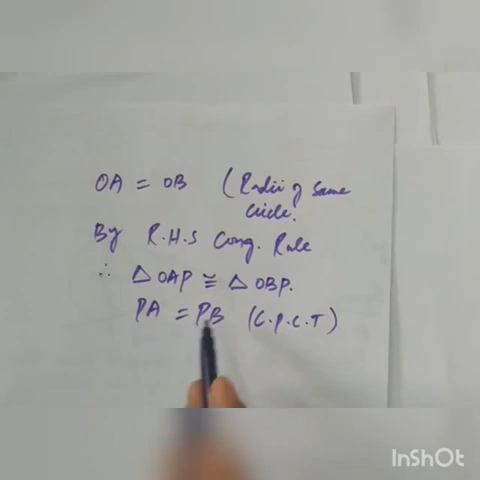 OA = OB (Radii of same
circle.
By R.H.S Cong. Rule
∴ △ OAP ≅ △ OBP.
PA = PB (C.P.C.T)
InShOt